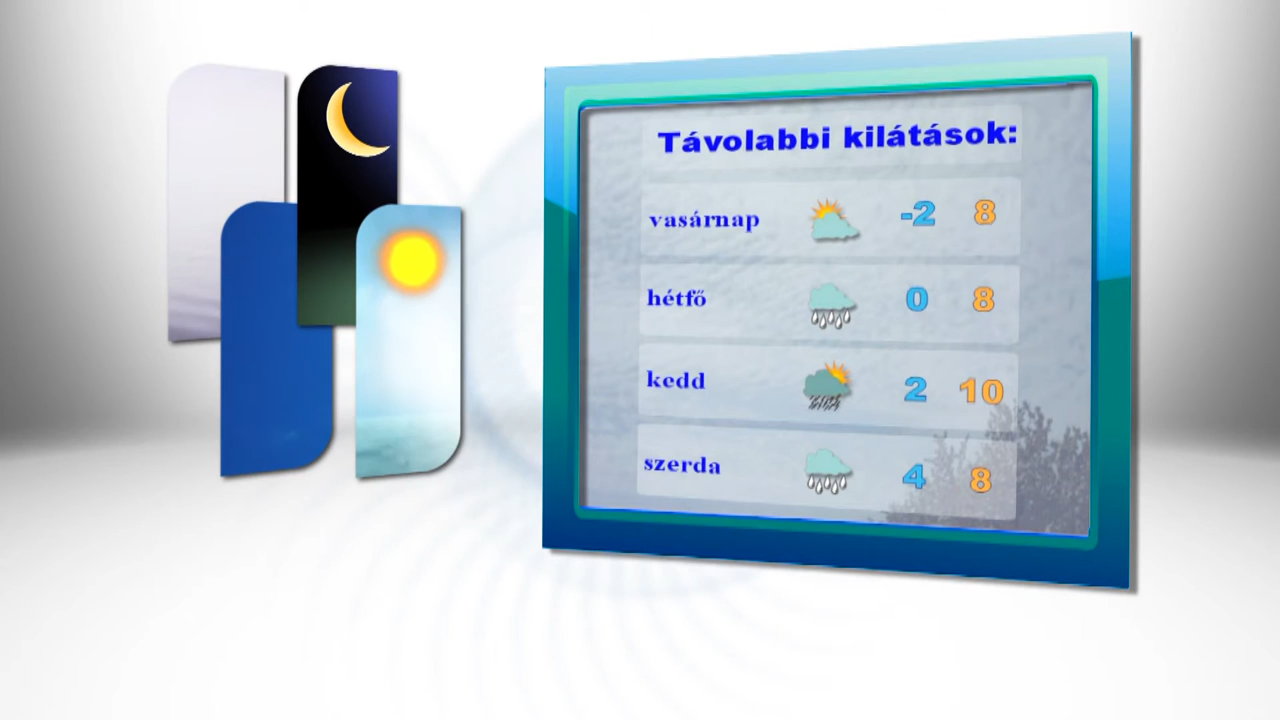 Távolabbi kilátások:
vasárnap -2 8
hétfő 0 8
kedd 2 10
szerda 4 8